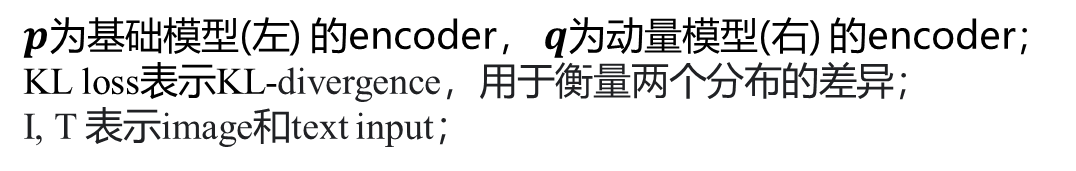 p为基础模型(左) 的encoder， q为动量模型(右) 的encoder；
KL loss表示KL-divergence，用于衡量两个分布的差异；
I, T 表示image和text input；